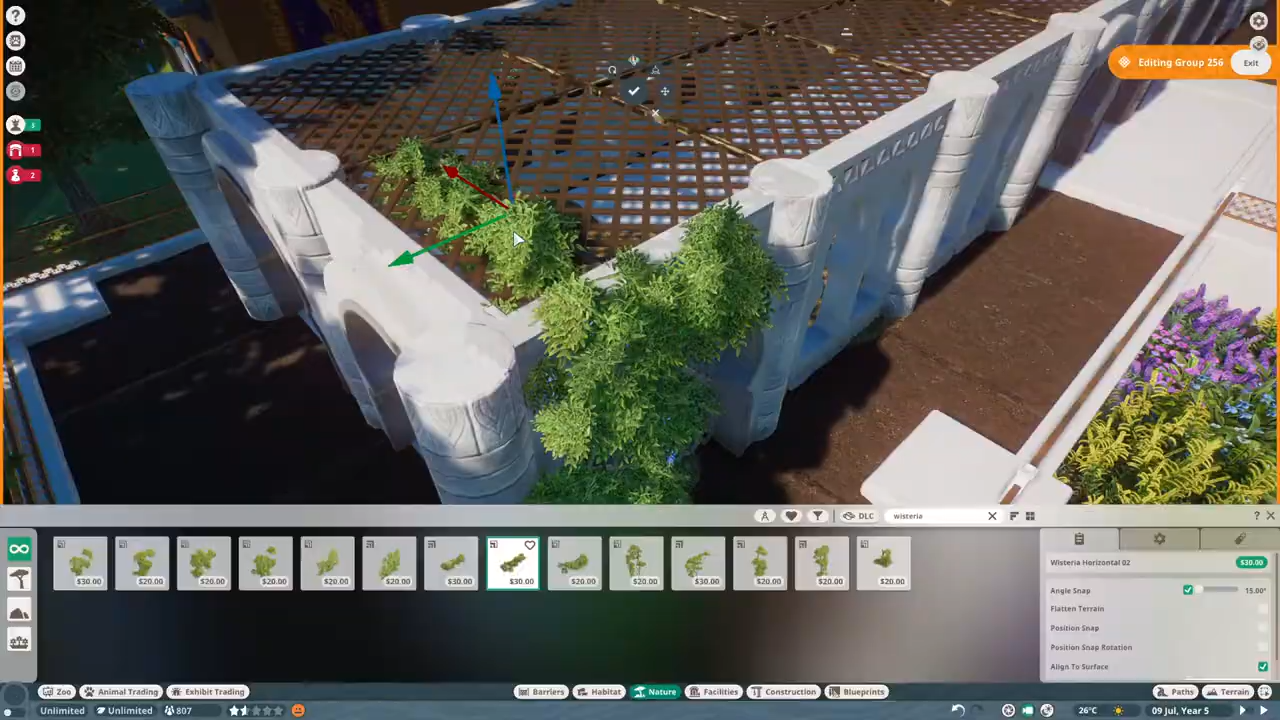 Editing Group 256
Exit
3
1
2
DLC
wisteria
$30.00
$20.00
$20.00
$20.00
$20.00
$20.00
$30.00
$30.00
$20.00
$20.00
$30.00
$20.00
$20.00
$20.00
Wisteria Horizontal 02
$30.00
Angle Snap
15.00°
Flatten Terrain
Position Snap
Position Snap Rotation
Align To Surface
Zoo
Animal Trading
Exhibit Trading
Barriers
Habitat
Nature
Facilities
Construction
Blueprints
Paths
Terrain
Unlimited
Unlimited
807
26°C
09 Jul, Year 5